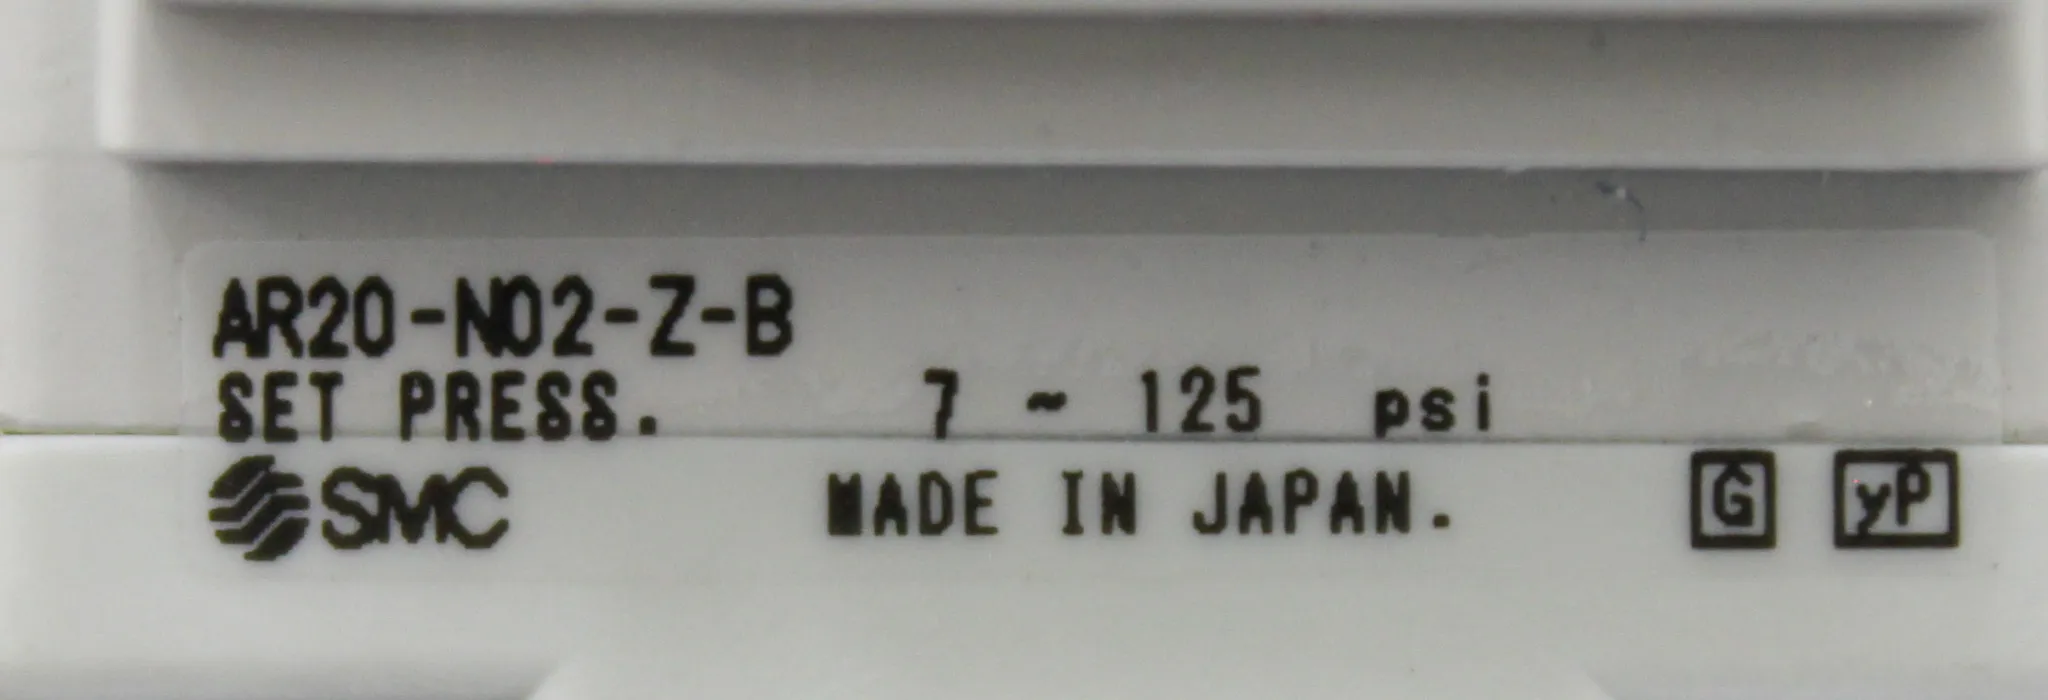 AR20-N02-Z-B
SET PRESS. 7 ~ 125 psi
SMC MADE IN JAPAN. G yP